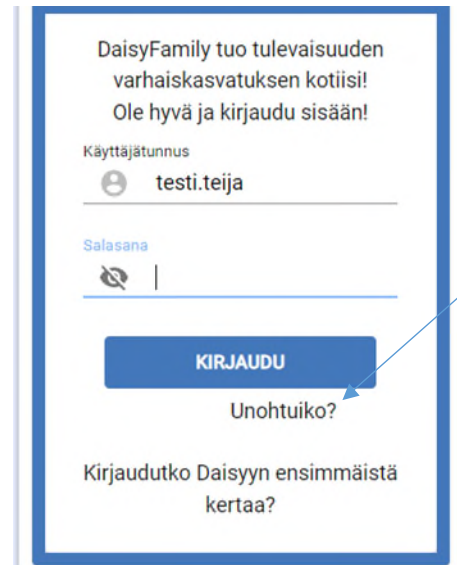 DaisyFamily tuo tulevaisuuden
varhaiskasvatuksen kotiisi!
Ole hyvä ja kirjaudu sisään!
Käyttäjätunnus
testi.teija
Salasana
KIRJAUDU
Unohtuiko?
Kirjaudutko Daisyyn ensimmäistä
kertaa?